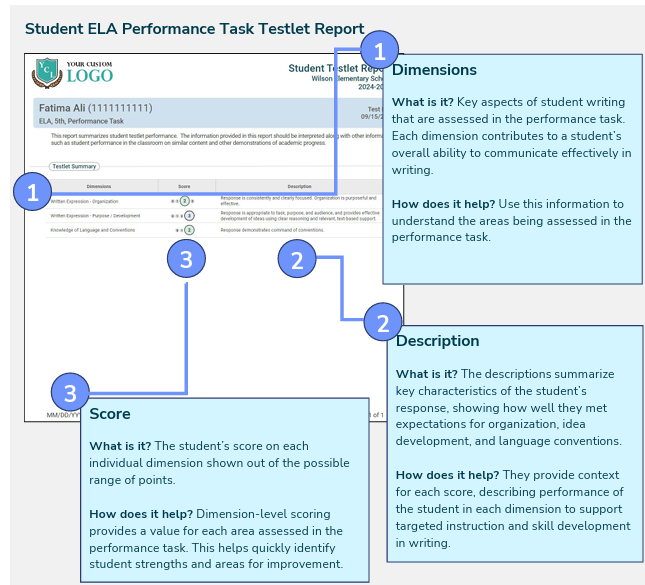 Student ELA Performance Task Testlet Report
1
YCL
YOUR CUSTOM
LOGO
Student Testlet Repo
Wilson Elementary Scho
2024-20
Fatima Ali (1111111111)
ELA, 5th, Performance Task
Test
09/15/2
This report summarizes student testlet performance. The information provided in this report should be interpreted along with other informa
such as student performance in the classroom on similar content and other demonstrations of academic progress.
Testlet Summary
1
Dimensions Score Description
Written Expression - Organization 2 Response is consistently and clearly focused. Organization is purposeful and
effective.
Written Expression - Purpose / Development 3 Response is appropriate to task, purpose, and audience, and provides effective
development of ideas using clear reasoning and relevant, text-based support.
Knowledge of Language and Conventions 2 Response demonstrates command of conventions.
3
2
MM/DD/YY
1 of 1
Dimensions
What is it? Key aspects of student writing
that are assessed in the performance task.
Each dimension contributes to a student's
overall ability to communicate effectively in
writing.
How does it help? Use this information to
understand the areas being assessed in the
performance task.
2
Description
What is it? The descriptions summarize
key characteristics of the student's
response, showing how well they met
expectations for organization, idea
development, and language conventions.
How does it help? They provide context
for each score, describing performance of
the student in each dimension to support
targeted instruction and skill development
in writing.
3
Score
What is it? The student's score on each
individual dimension shown out of the possible
range of points.
How does it help? Dimension-level scoring
provides a value for each area assessed in the
performance task. This helps quickly identify
student strengths and areas for improvement.